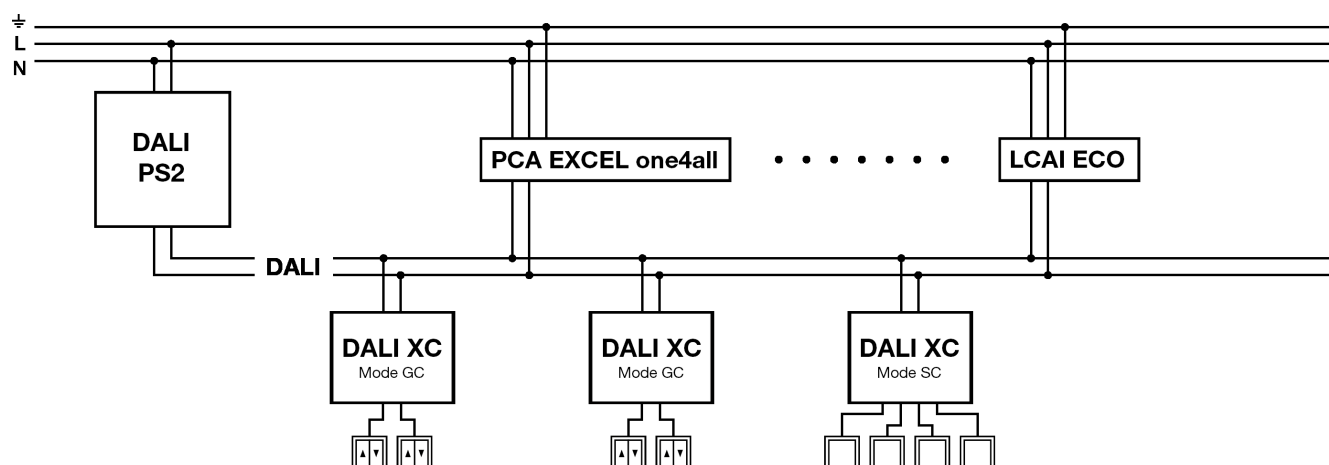 L
N
DALI
PS2
PCA EXCEL one4all
LCAI ECO
DALI
DALI XC
Mode GC
DALI XC
Mode GC
DALI XC
Mode SC